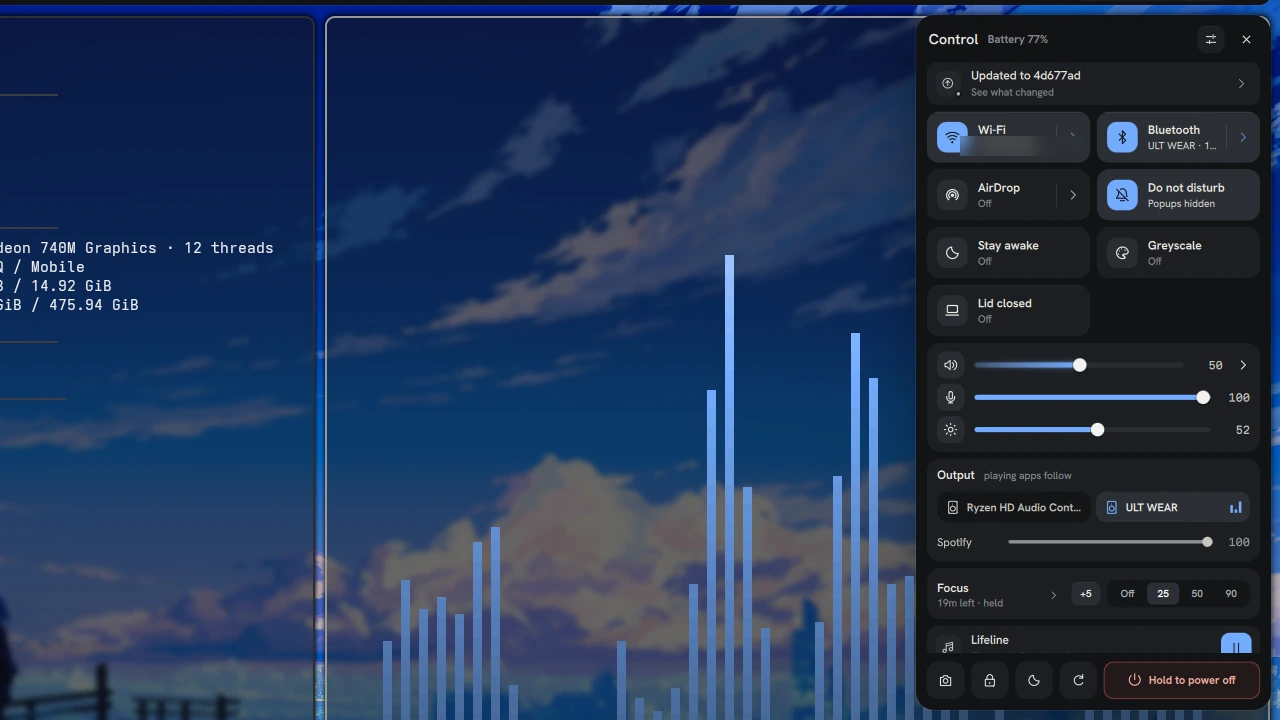 deon 740M Graphics · 12 threads
Q / Mobile
B / 14.92 GiB
GiB / 475.94 GiB
Control Battery 77%
Updated to 4d677ad
See what changed
Wi-Fi
Bluetooth
ULT WEAR · 1...
AirDrop
Off
Do not disturb
Popups hidden
Stay awake
Off
Greyscale
Off
Lid closed
Off
50
100
52
Output playing apps follow
Ryzen HD Audio Cont...
ULT WEAR
Spotify 100
Focus
19m left · held
+5 Off 25 50 90
Lifeline
Hold to power off